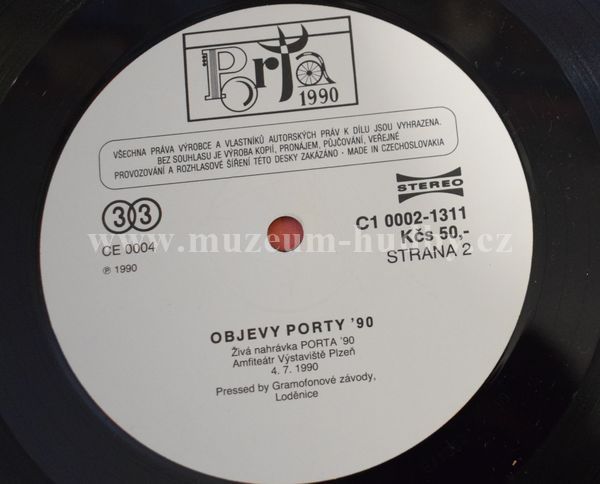 Porta
1990
VŠECHNA PRÁVA VÝROBCE A VLASTNÍKŮ AUTORSKÝCH PRÁV K DÍLU JSOU VYHRAZENA.
BEZ SOUHLASU JE VÝROBA KOPIÍ, PRONÁJEM, PŮJČOVÁNÍ, VEŘEJNÉ
PROVOZOVÁNÍ A ROZHLASOVÉ ŠÍŘENÍ TÉTO DESKY ZAKÁZÁNO · MADE IN CZECHOSLOVAKIA
33
CE 0004
℗ 1990
STEREO
C1 0002-1311
Kčs 50,-
STRANA 2
www.muzeum-hudby.cz
OBJEVY PORTY '90
Živá nahrávka PORTA '90
Amfiteátr Výstaviště Plzeň
4. 7. 1990
Pressed by Gramofonové závody,
Loděnice